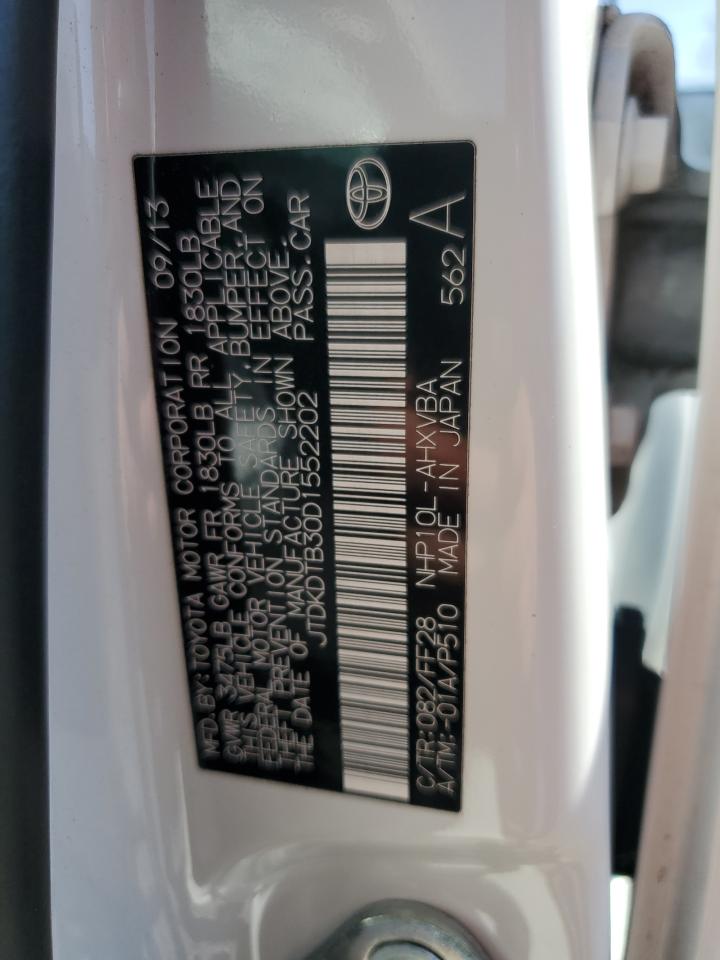 MFD. BY: TOYOTA MOTOR CORPORATION 09/13
GVWR 3475LB GAWR FR 1830LB RR 1830LB
THIS VEHICLE CONFORMS TO ALL APPLICABLE
FEDERAL MOTOR VEHICLE SAFETY, BUMPER, AND
THEFT PREVENTION STANDARDS IN EFFECT ON
THE DATE OF MANUFACTURE SHOWN ABOVE.
JTDKDTB30D1552202 PASS. CAR
C/TR:082/FF28 NHP10L-AHXVBA
A/TM:-01A/P510 MADE IN JAPAN 562 A